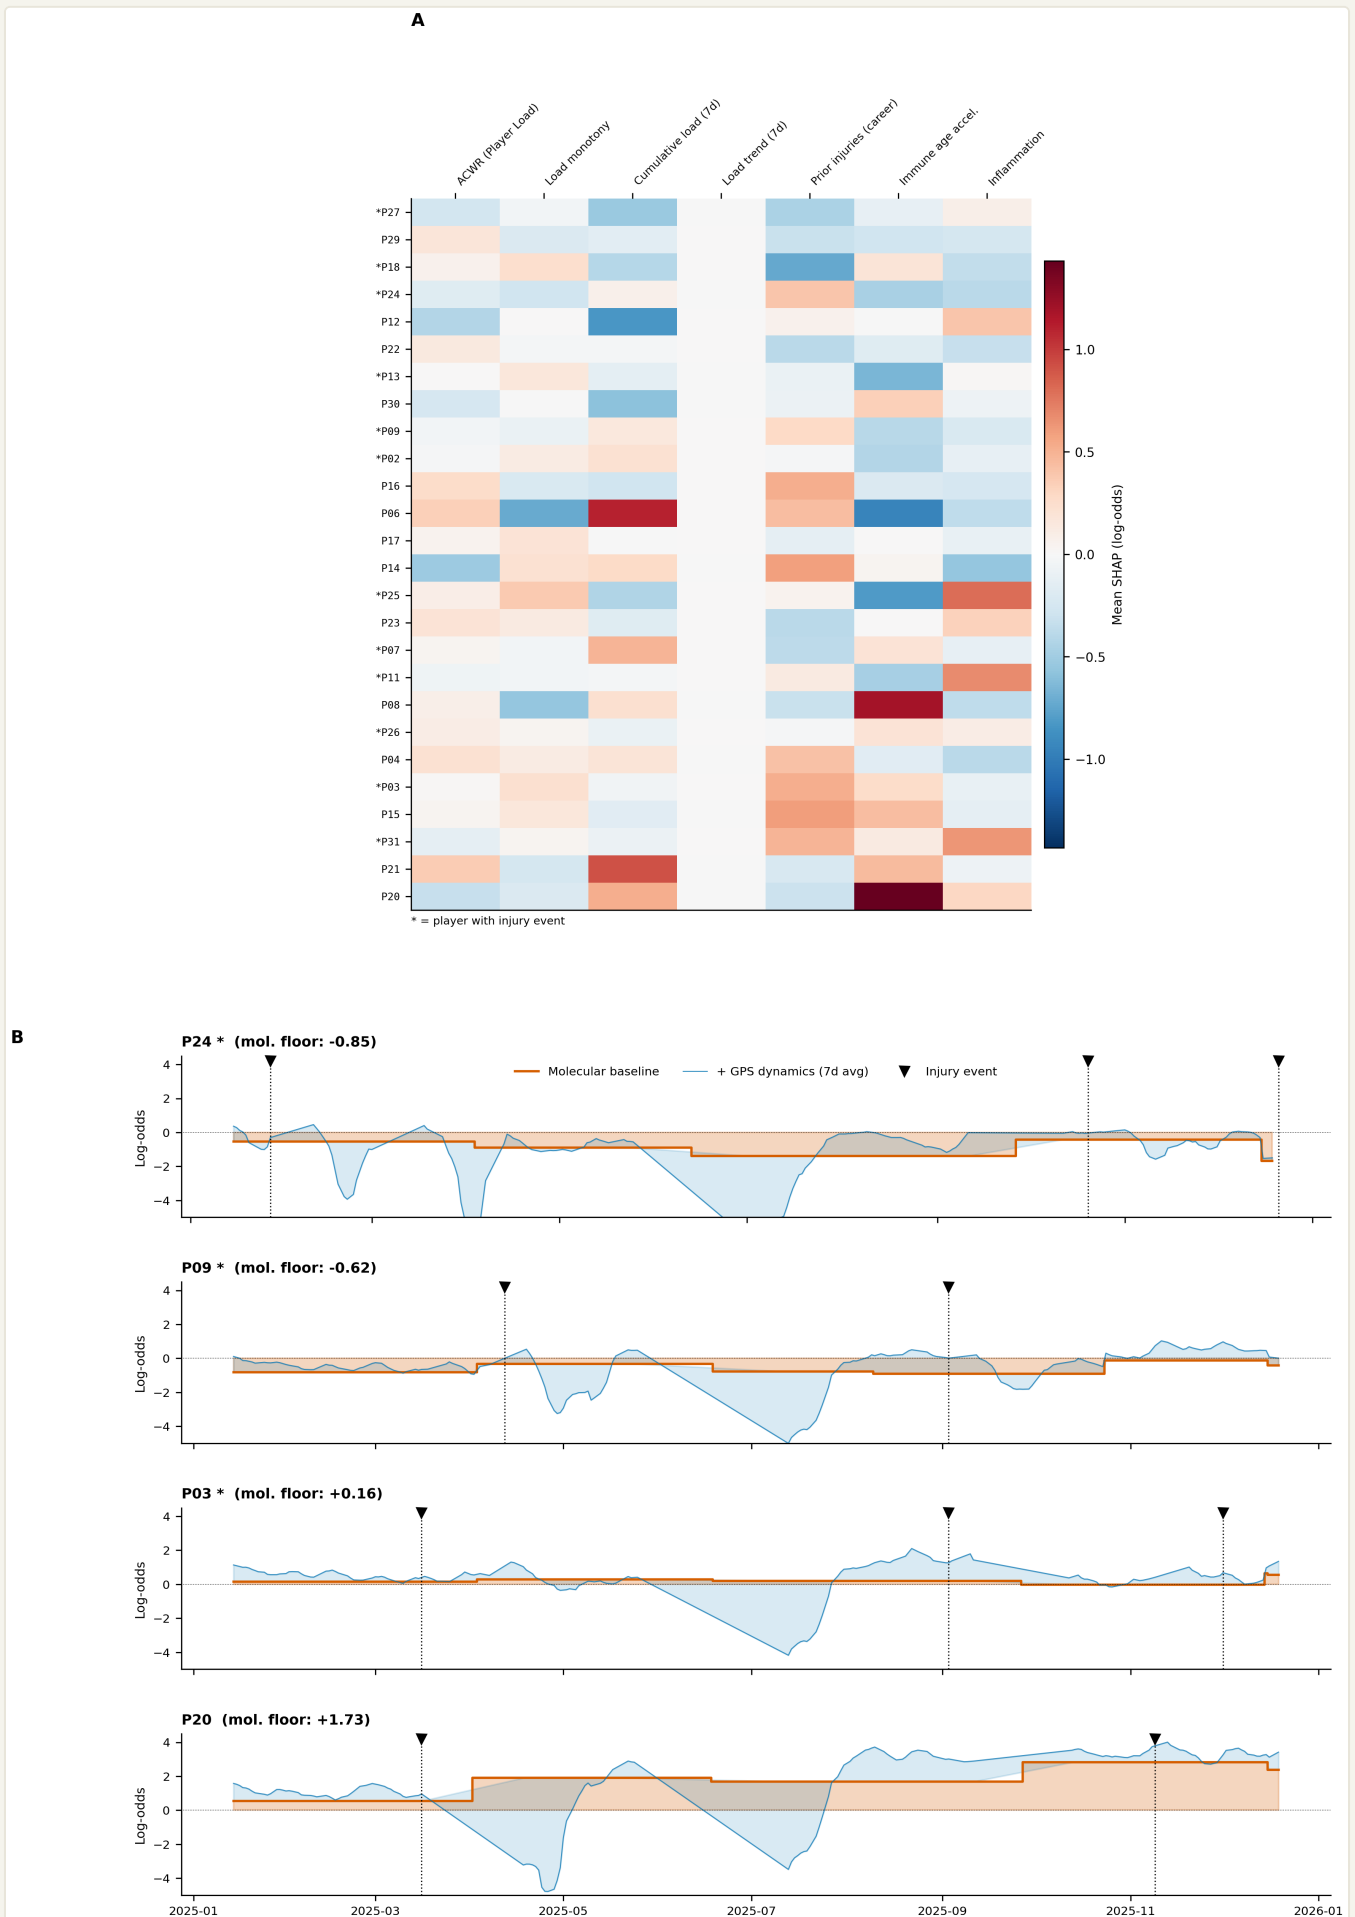 A
ACWR (Player Load)
Load monotony
Cumulative load (7d)
Load trend (7d)
Prior injuries (career)
Immune age accel.
Inflammation
*P27
P29
*P18
*P24
P12
P22
*P13
P30
*P09
*P02
P16
P06
P17
P14
*P25
P23
*P07
*P11
P08
*P26
P04
*P03
P15
*P31
P21
P20
1.0
0.5
0.0
−0.5
−1.0
Mean SHAP (log-odds)
* = player with injury event
B
P24 * (mol. floor: -0.85)
Molecular baseline
+ GPS dynamics (7d avg)
Injury event
Log-odds
4
2
0
−2
−4
P09 * (mol. floor: -0.62)
Log-odds
4
2
0
−2
−4
P03 * (mol. floor: +0.16)
Log-odds
4
2
0
−2
−4
P20 (mol. floor: +1.73)
Log-odds
4
2
0
−2
−4
2025-01
2025-03
2025-05
2025-07
2025-09
2025-11
2026-01